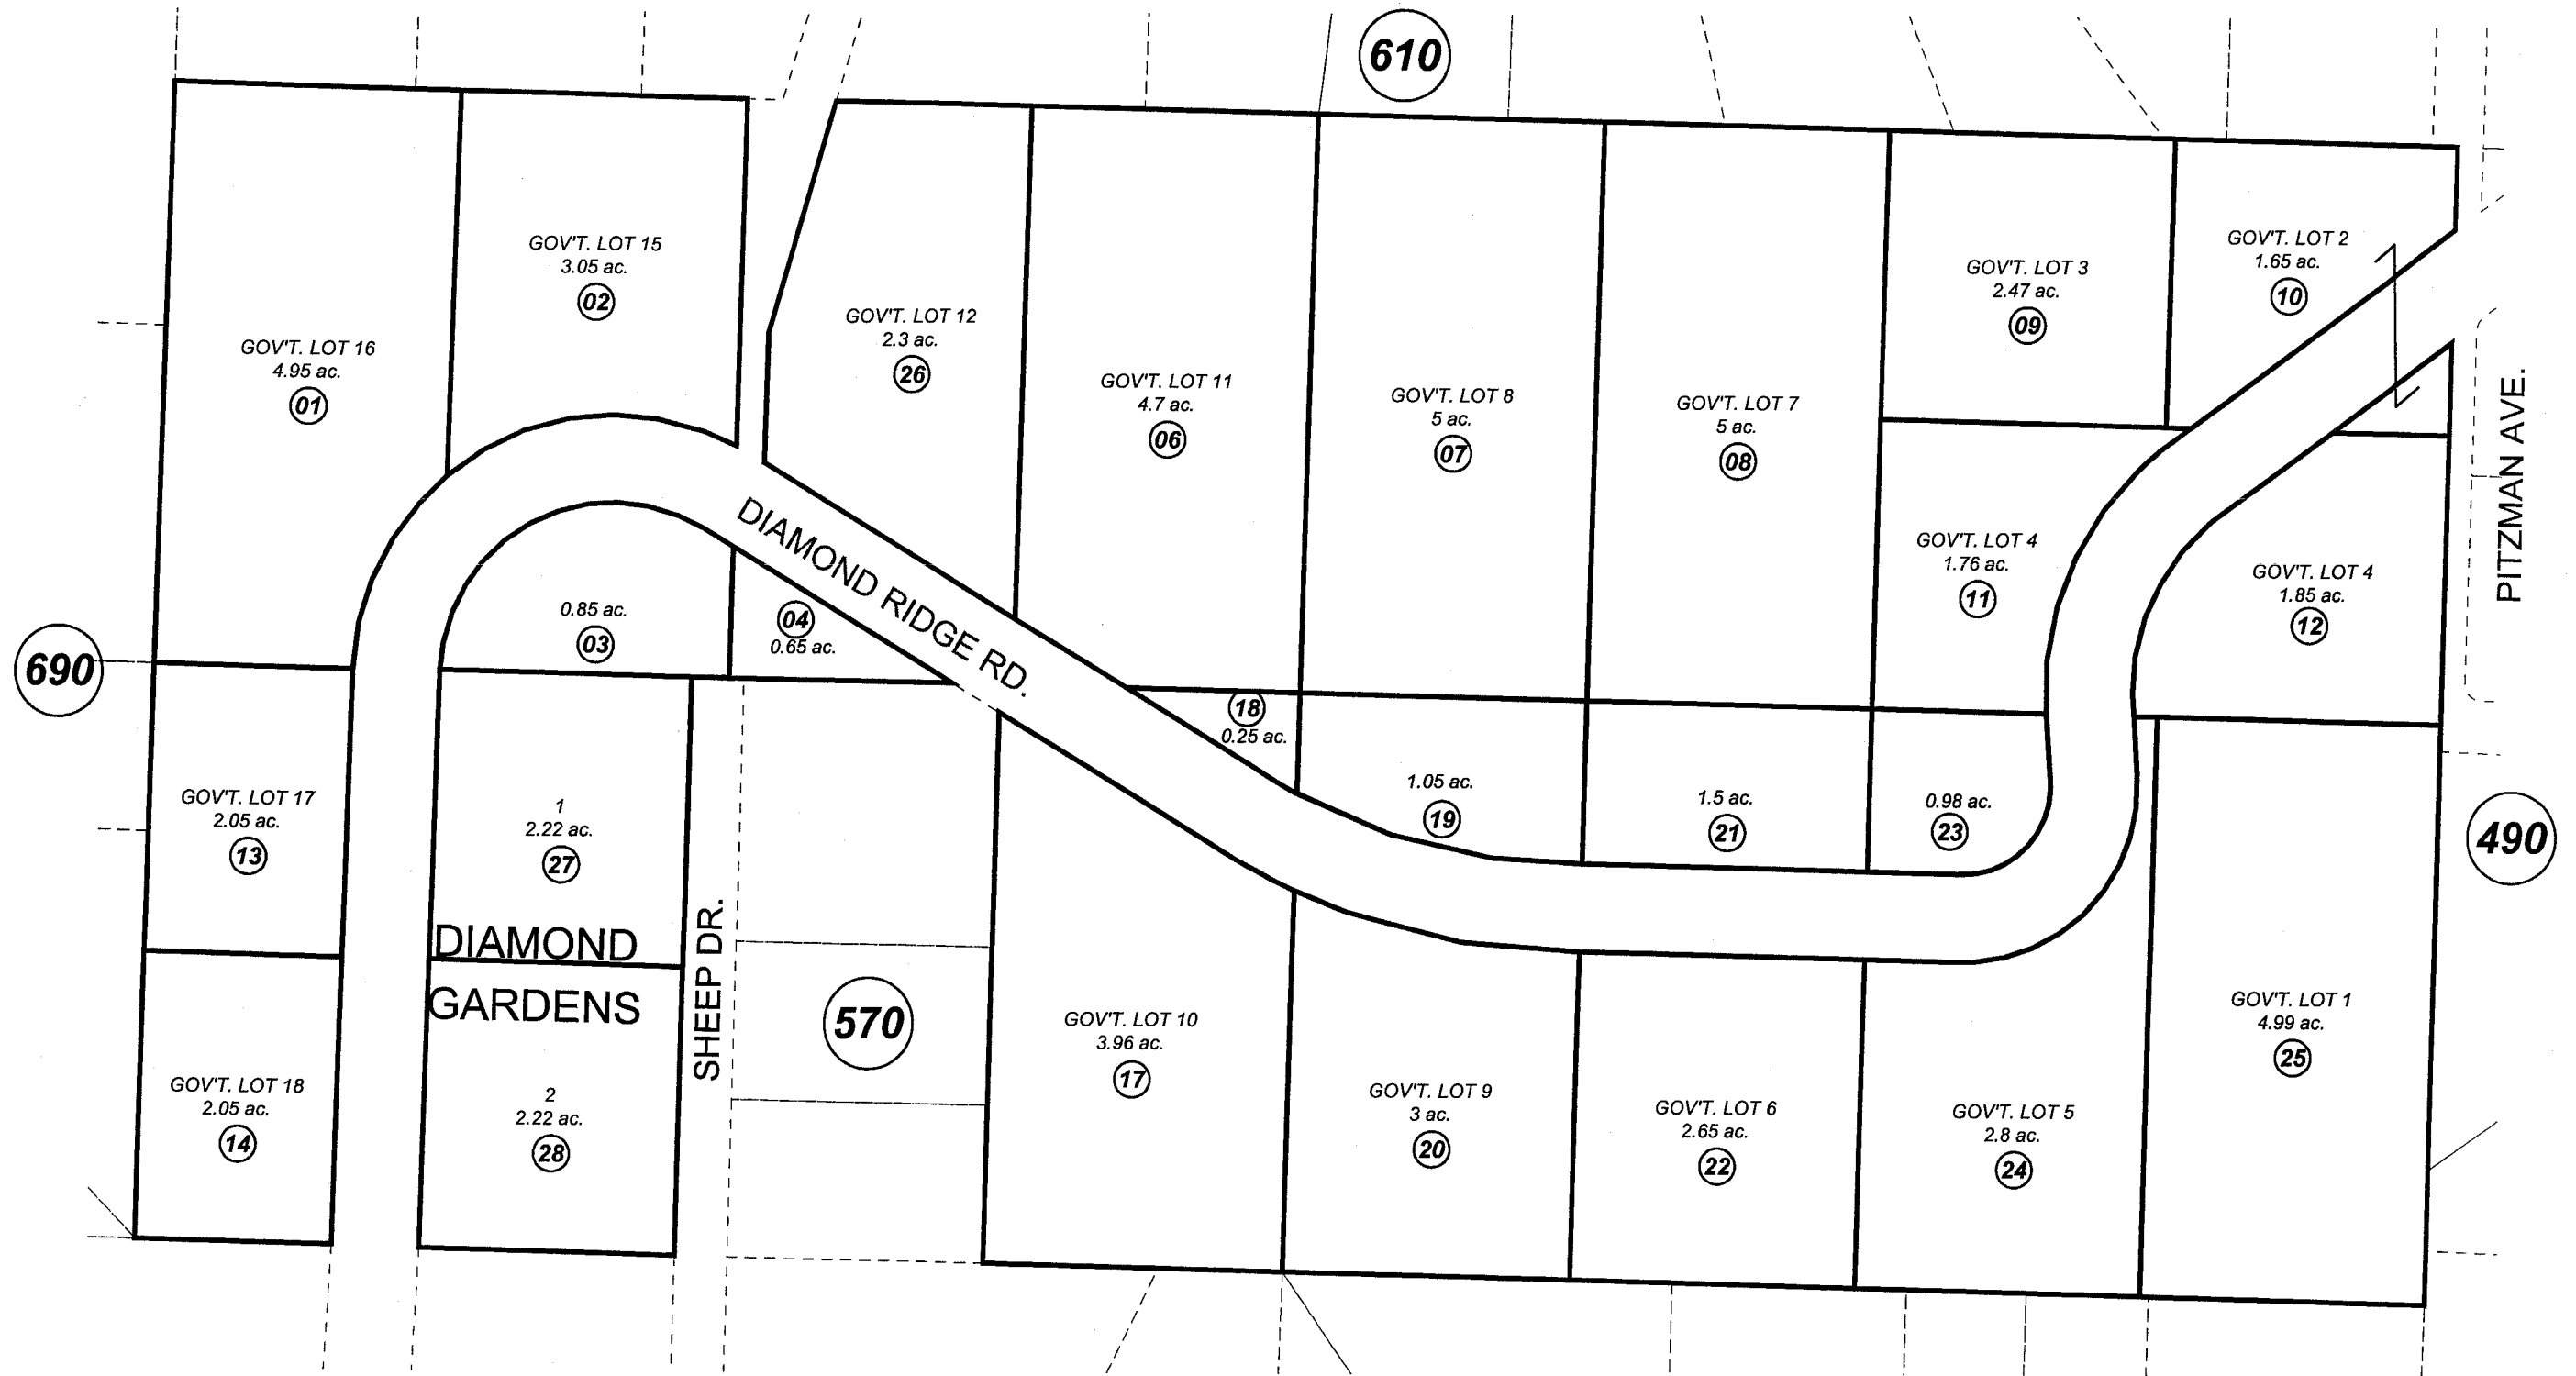 610
GOV'T. LOT 15
3.05 ac.
02
GOV'T. LOT 16
4.95 ac.
01
GOV'T. LOT 12
2.3 ac.
26
GOV'T. LOT 11
4.7 ac.
06
GOV'T. LOT 8
5 ac.
07
GOV'T. LOT 7
5 ac.
08
GOV'T. LOT 3
2.47 ac.
09
GOV'T. LOT 2
1.65 ac.
10
PITZMAN AVE.
GOV'T. LOT 4
1.76 ac.
11
GOV'T. LOT 4
1.85 ac.
12
DIAMOND RIDGE RD.
0.85 ac.
03
04
0.65 ac.
690
18
0.25 ac.
1.05 ac.
19
1.5 ac.
21
0.98 ac.
23
490
GOV'T. LOT 17
2.05 ac.
13
1
2.22 ac.
27
DIAMOND
GARDENS
SHEEP DR.
570
GOV'T. LOT 18
2.05 ac.
14
2
2.22 ac.
28
GOV'T. LOT 10
3.96 ac.
17
GOV'T. LOT 9
3 ac.
20
GOV'T. LOT 6
2.65 ac.
22
GOV'T. LOT 5
2.8 ac.
24
GOV'T. LOT 1
4.99 ac.
25